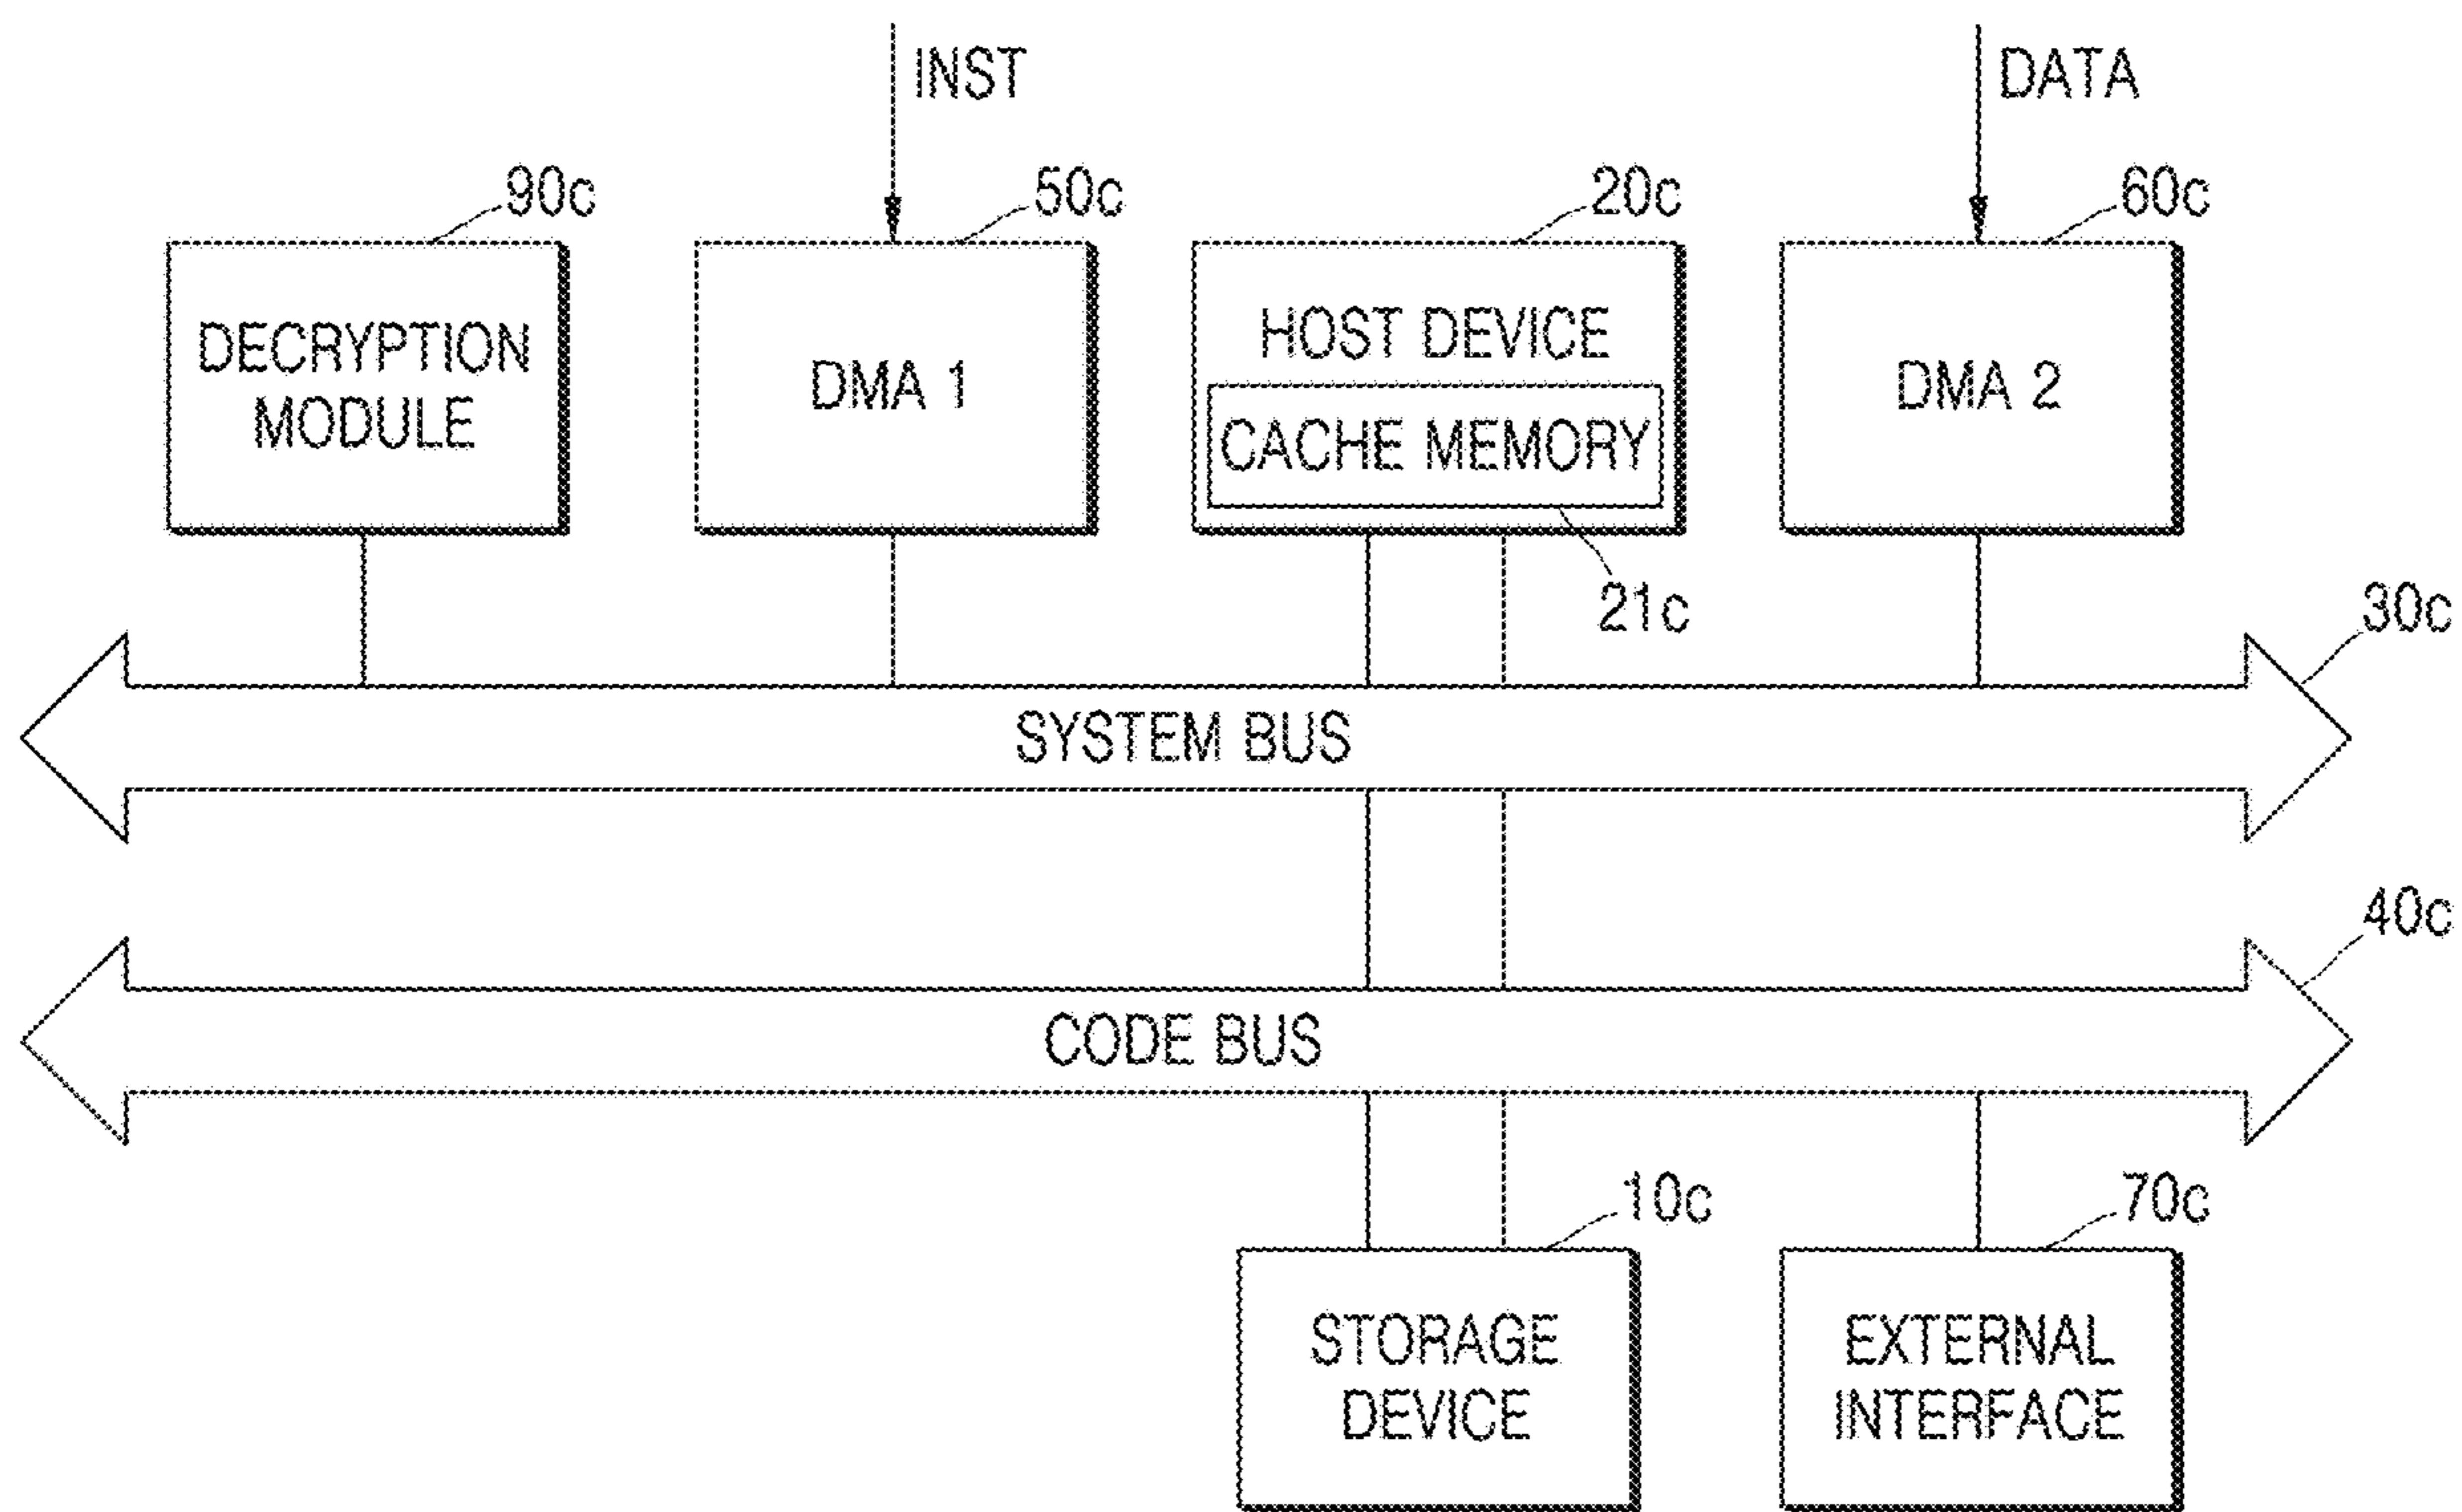 INST
DATA
90c
50c
20c
60c
DECRYPTION
MODULE
DMA 1
HOST DEVICE
CACHE MEMORY
DMA 2
21c
30c
SYSTEM BUS
40c
CODE BUS
10c
70c
STORAGE
DEVICE
EXTERNAL
INTERFACE